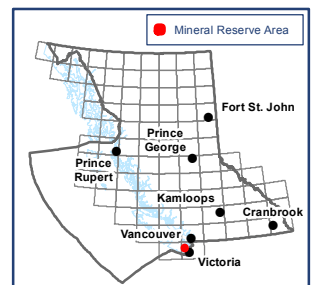 Mineral Reserve Area
Fort St. John
Prince
George
Prince
Rupert
Kamloops
Cranbrook
Vancouver
Victoria